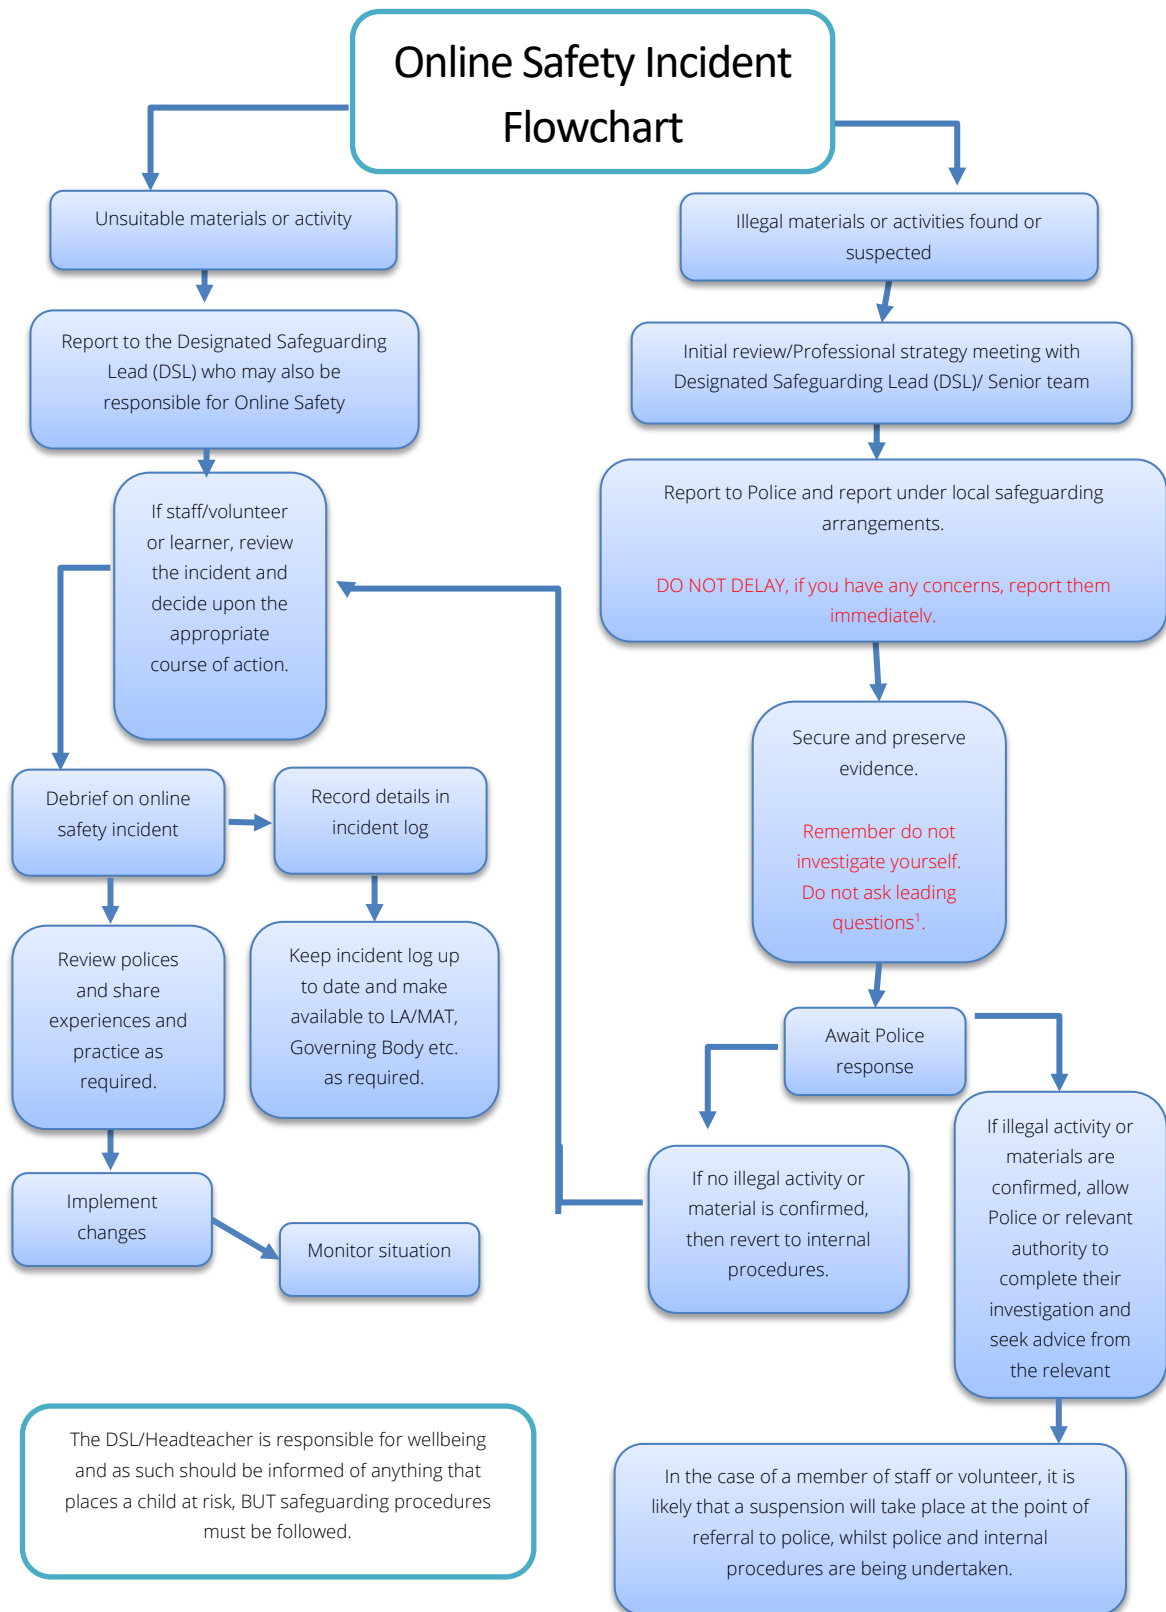 Online Safety Incident
Flowchart
Unsuitable materials or activity
Report to the Designated Safeguarding
Lead (DSL) who may also be
responsible for Online Safety
If staff/volunteer
or learner, review
the incident and
decide upon the
appropriate
course of action.
Debrief on online
safety incident
Record details in
incident log
Review polices
and share
experiences and
practice as
required.
Keep incident log up
to date and make
available to LA/MAT,
Governing Body etc.
as required.
Implement
changes
Monitor situation
The DSL/Headteacher is responsible for wellbeing
and as such should be informed of anything that
places a child at risk, BUT safeguarding procedures
must be followed.
Illegal materials or activities found or
suspected
Initial review/Professional strategy meeting with
Designated Safeguarding Lead (DSL)/ Senior team
Report to Police and report under local safeguarding
arrangements.
DO NOT DELAY, if you have any concerns, report them
immediately.
Secure and preserve
evidence.
Remember do not
investigate yourself.
Do not ask leading
questions¹.
Await Police
response
If no illegal activity or
material is confirmed,
then revert to internal
procedures.
If illegal activity or
materials are
confirmed, allow
Police or relevant
authority to
complete their
investigation and
seek advice from
the relevant
In the case of a member of staff or volunteer, it is
likely that a suspension will take place at the point of
referral to police, whilst police and internal
procedures are being undertaken.